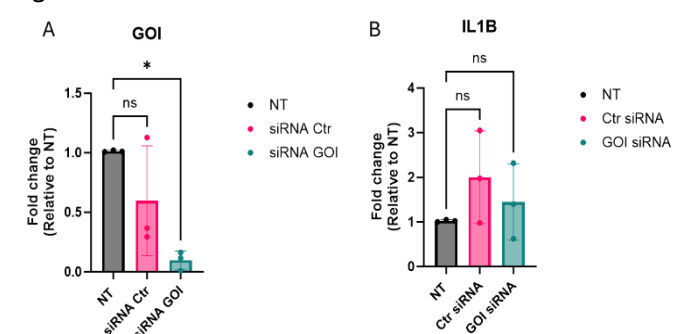 A
GOI
*
ns
1.5
1.0
0.5
0.0
Fold change
(Relative to NT)
NT
siRNA Ctr
siRNA GOI
NT
siRNA Ctr
siRNA GOI
B
IL1B
ns
ns
4
3
2
1
0
Fold change
(Relative to NT)
NT
Ctr siRNA
GOI siRNA
NT
Ctr siRNA
GOI siRNA